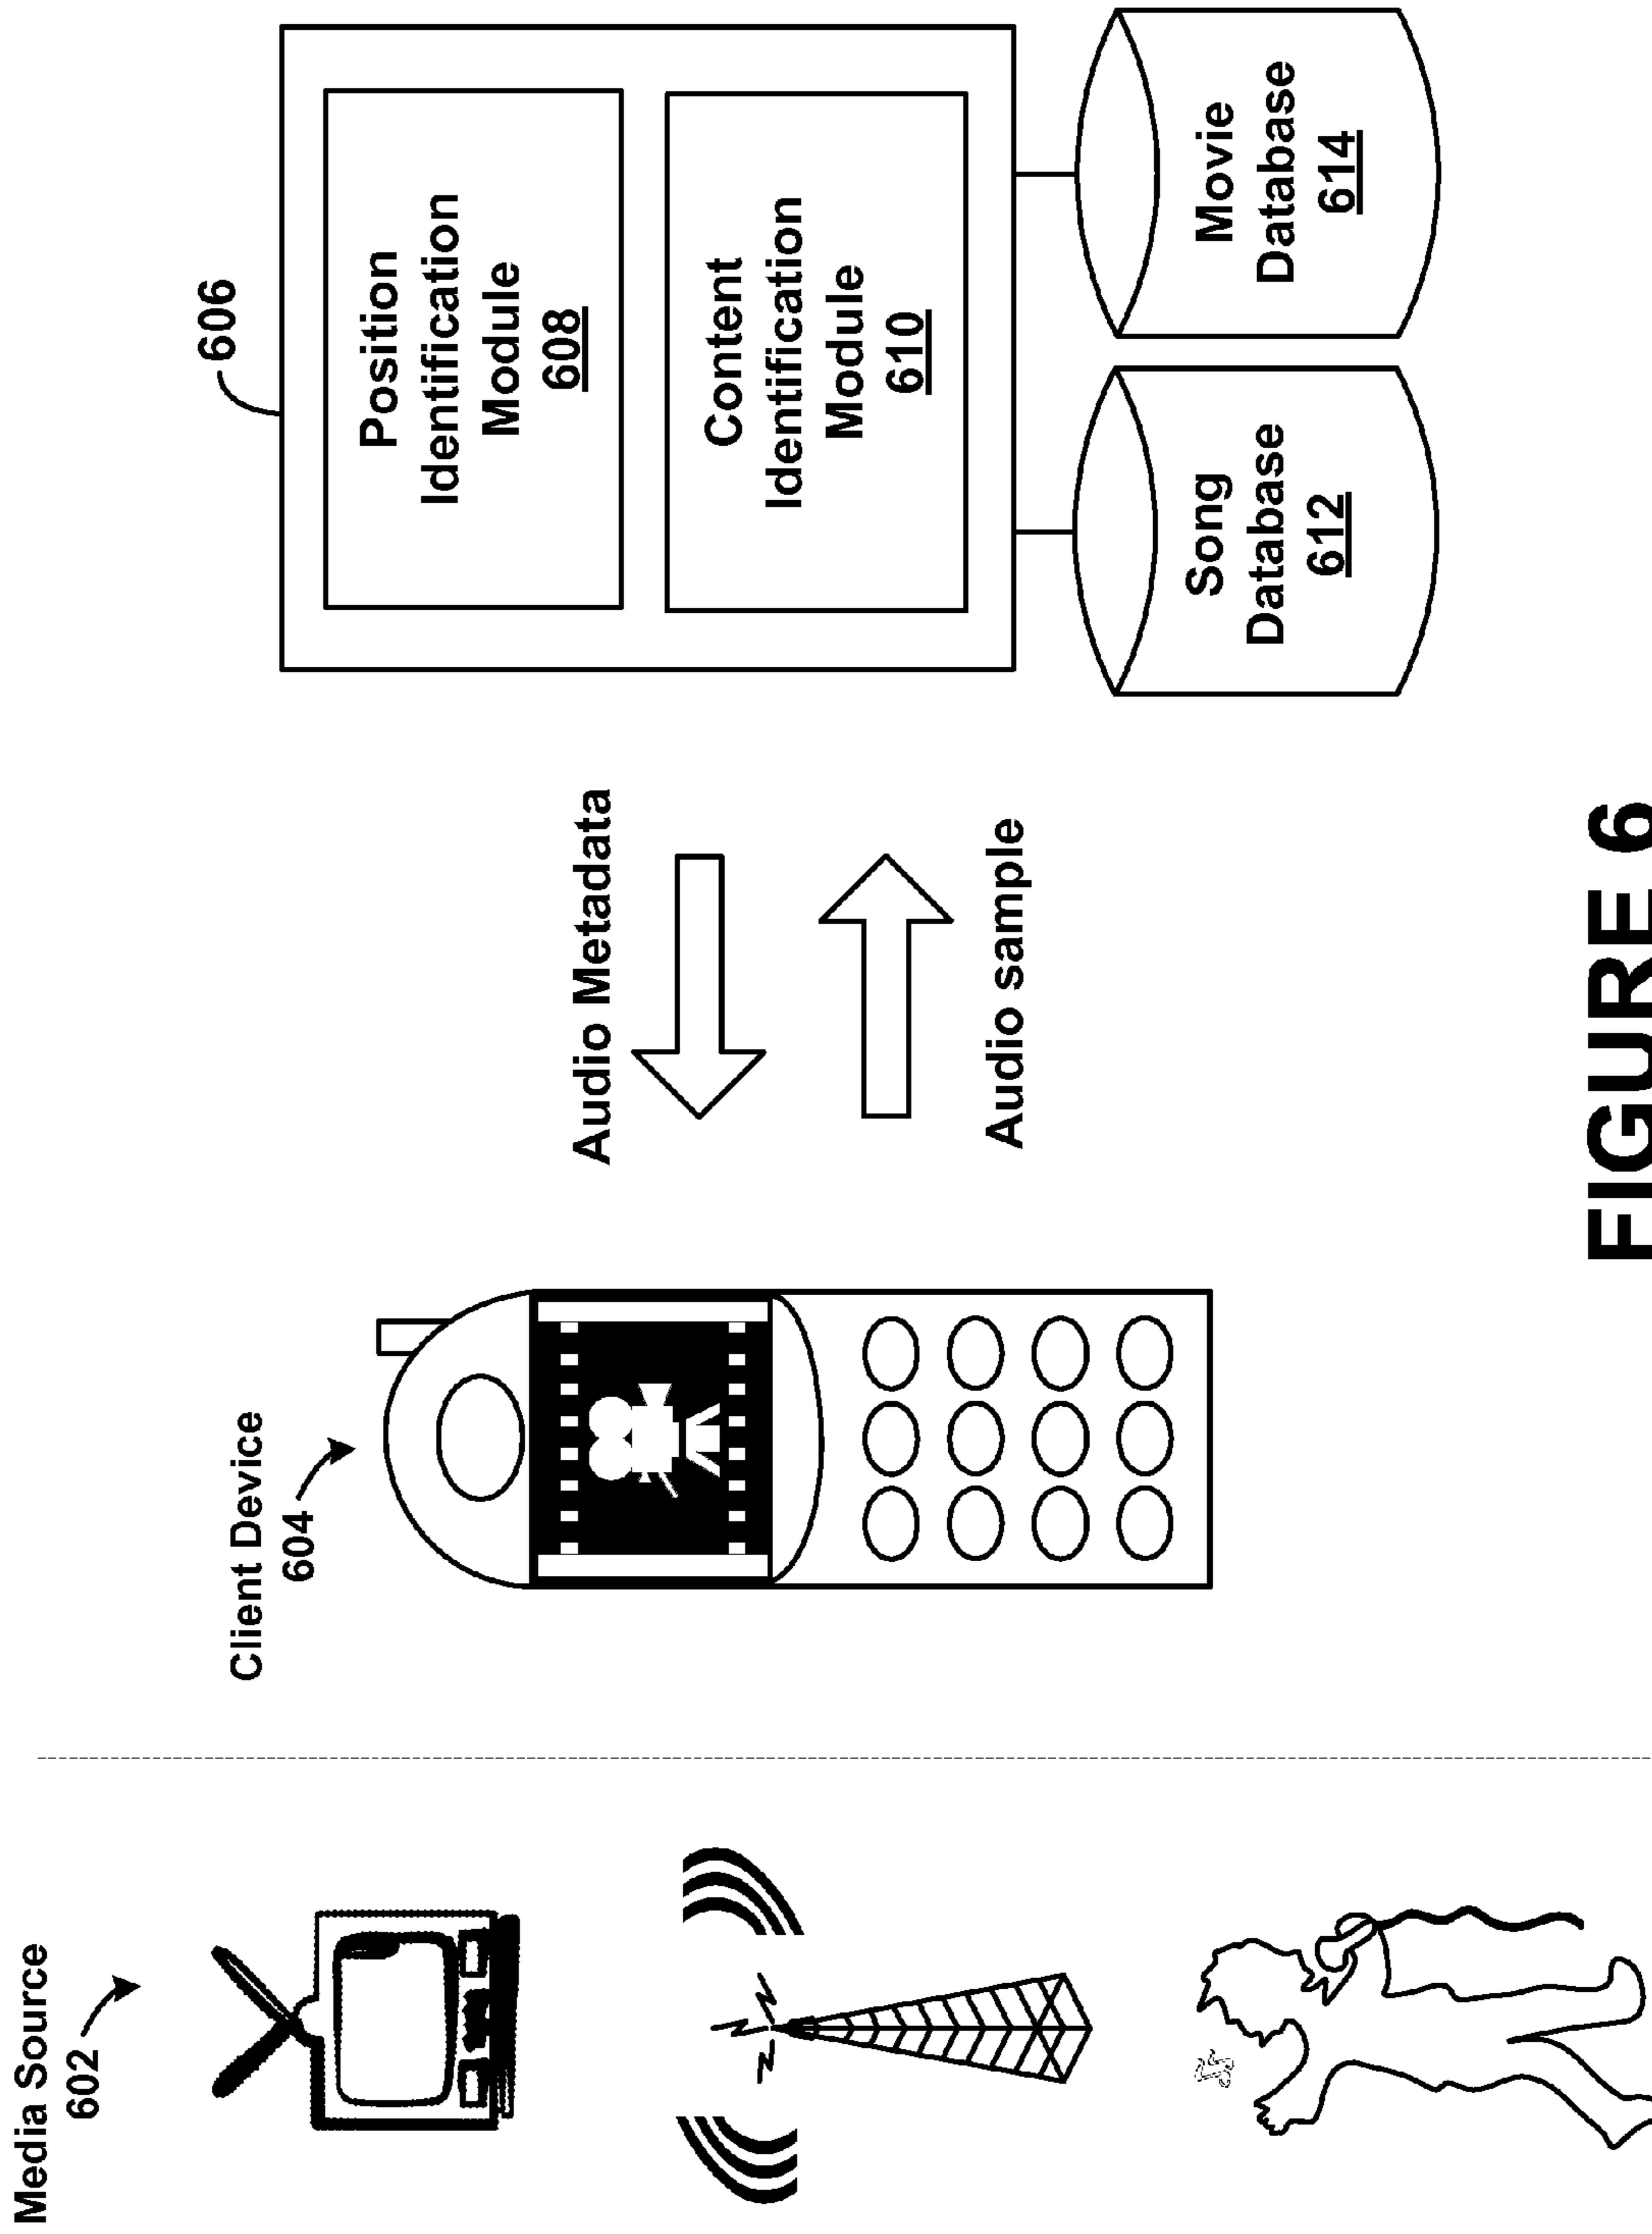 Media Source
602
Client Device
604
Audio Metadata
Audio sample
606
Position
Identification
Module
608
Content
Identification
Module
610
Song
Database
612
Movie
Database
614
FIGURE 6